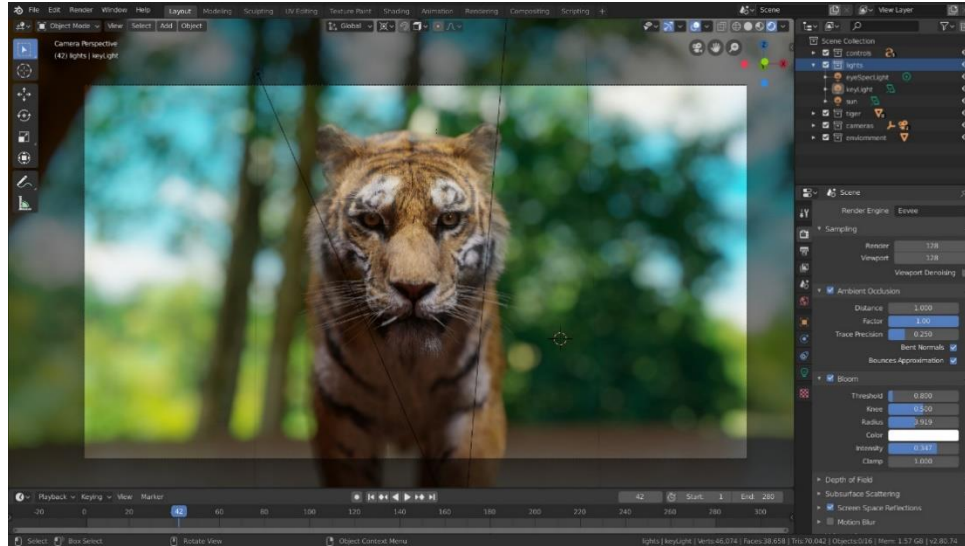 File Edit Render Window Help Layout Modeling Sculpting UV Editing Texture Paint Shading Animation Rendering Compositing Scripting + Scene View Layer
Object Mode View Select Add Object Global
Camera Perspective
(42) lights | keyLight
Scene Collection
controls
lights
eyeSpecLight
keyLight
sun
tiger
cameras
enviornment
Scene
Render Engine Eevee
Sampling
Render 128
Viewport 128
Viewport Denoising
Ambient Occlusion
Distance 1.000
Factor 1.00
Trace Precision 0.250
Bent Normals
Bounces Approximation
Bloom
Threshold 0.800
Knee 0.500
Radius 3.919
Color
Intensity 0.347
Clamp 1.000
Depth of Field
Subsurface Scattering
Screen Space Reflections
Motion Blur
Playback Keying View Marker 42 Start: 1 End 280
-20 0 20 42 60 80 100 120 140 160 180 200 220 240 260 280 300
Select Box Select Rotate View Object Context Menu lights | keyLight | Verts:46,074 | Faces:38,658 | Tris:70,042 | Objects:0/16 | Mem: 1.57 GB | v2.80.74